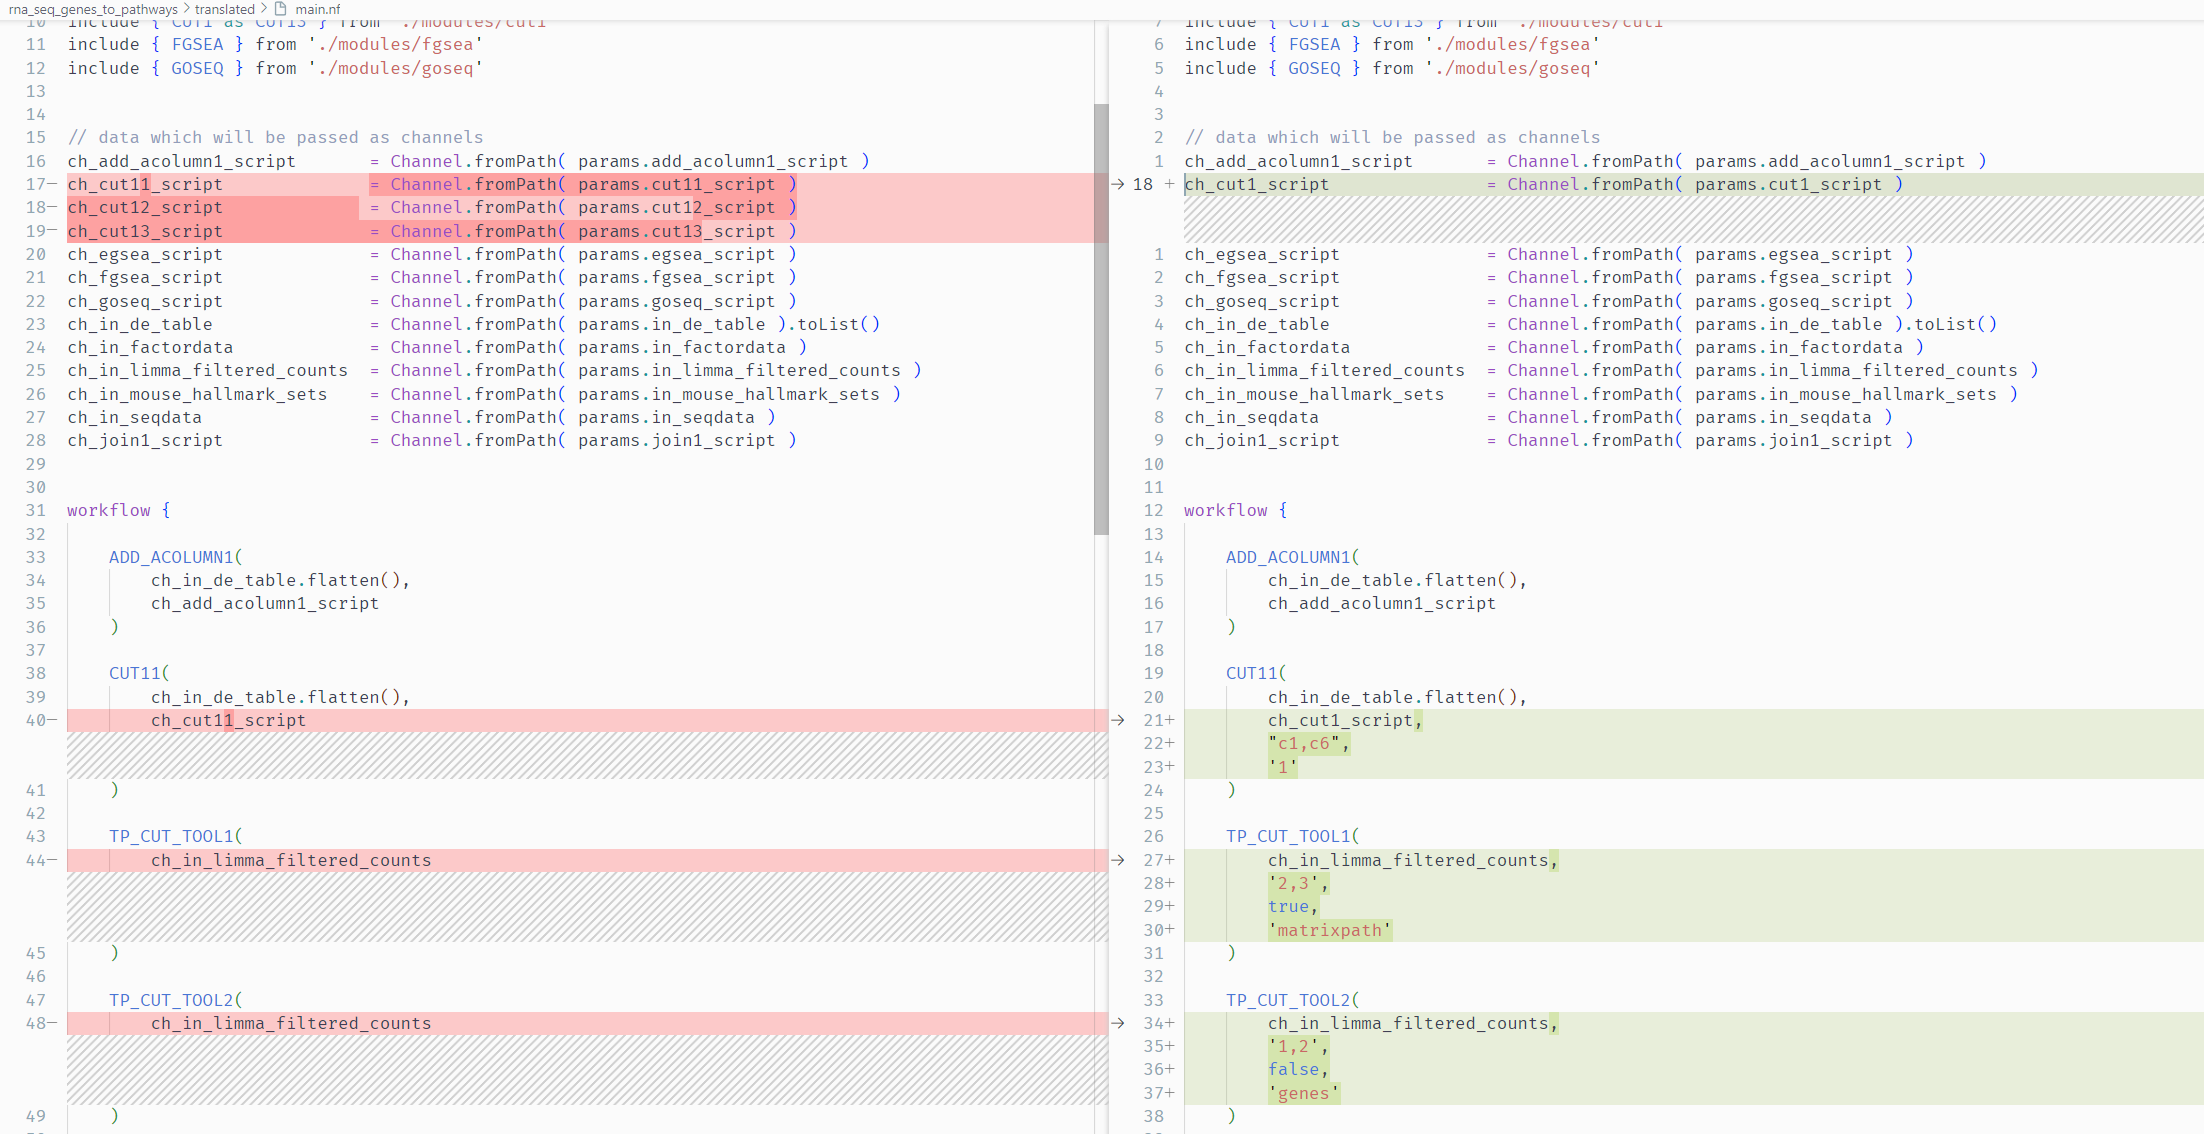 rna_seq_genes_to_pathways > translated > main.nf
10 include { CUT1 as CUT13 } from './modules/cut1'
11 include { FGSEA } from './modules/fgsea'
12 include { GOSEQ } from './modules/goseq'
13
14
15 // data which will be passed as channels
16 ch_add_acolumn1_script = Channel.fromPath( params.add_acolumn1_script )
17− ch_cut11_script = Channel.fromPath( params.cut11_script )
18− ch_cut12_script = Channel.fromPath( params.cut12_script )
19− ch_cut13_script = Channel.fromPath( params.cut13_script )
20 ch_egsea_script = Channel.fromPath( params.egsea_script )
21 ch_fgsea_script = Channel.fromPath( params.fgsea_script )
22 ch_goseq_script = Channel.fromPath( params.goseq_script )
23 ch_in_de_table = Channel.fromPath( params.in_de_table ).toList()
24 ch_in_factordata = Channel.fromPath( params.in_factordata )
25 ch_in_limma_filtered_counts = Channel.fromPath( params.in_limma_filtered_counts )
26 ch_in_mouse_hallmark_sets = Channel.fromPath( params.in_mouse_hallmark_sets )
27 ch_in_seqdata = Channel.fromPath( params.in_seqdata )
28 ch_join1_script = Channel.fromPath( params.join1_script )
29
30
31 workflow {
32
33 ADD_ACOLUMN1(
34 ch_in_de_table.flatten(),
35 ch_add_acolumn1_script
36 )
37
38 CUT11(
39 ch_in_de_table.flatten(),
40− ch_cut11_script
41 )
42
43 TP_CUT_TOOL1(
44− ch_in_limma_filtered_counts
45 )
46
47 TP_CUT_TOOL2(
48− ch_in_limma_filtered_counts
49 )
7 include { CUT1 as CUT13 } from './modules/cut1'
6 include { FGSEA } from './modules/fgsea'
5 include { GOSEQ } from './modules/goseq'
4
3
2 // data which will be passed as channels
1 ch_add_acolumn1_script = Channel.fromPath( params.add_acolumn1_script )
→ 18 + ch_cut1_script = Channel.fromPath( params.cut1_script )
1 ch_egsea_script = Channel.fromPath( params.egsea_script )
2 ch_fgsea_script = Channel.fromPath( params.fgsea_script )
3 ch_goseq_script = Channel.fromPath( params.goseq_script )
4 ch_in_de_table = Channel.fromPath( params.in_de_table ).toList()
5 ch_in_factordata = Channel.fromPath( params.in_factordata )
6 ch_in_limma_filtered_counts = Channel.fromPath( params.in_limma_filtered_counts )
7 ch_in_mouse_hallmark_sets = Channel.fromPath( params.in_mouse_hallmark_sets )
8 ch_in_seqdata = Channel.fromPath( params.in_seqdata )
9 ch_join1_script = Channel.fromPath( params.join1_script )
10
11
12 workflow {
13
14 ADD_ACOLUMN1(
15 ch_in_de_table.flatten(),
16 ch_add_acolumn1_script
17 )
18
19 CUT11(
20 ch_in_de_table.flatten(),
→ 21+ ch_cut1_script,
22+ "c1,c6",
23+ '1'
24 )
25
26 TP_CUT_TOOL1(
→ 27+ ch_in_limma_filtered_counts,
28+ '2,3',
29+ true,
30+ 'matrixpath'
31 )
32
33 TP_CUT_TOOL2(
→ 34+ ch_in_limma_filtered_counts,
35+ '1,2',
36+ false,
37+ 'genes'
38 )